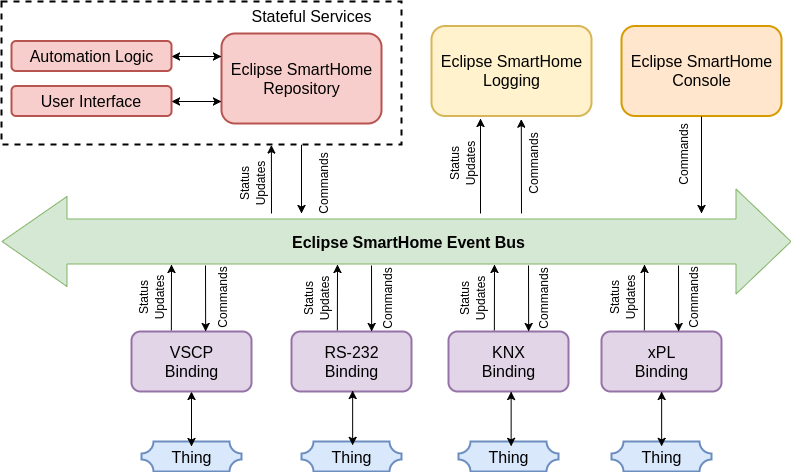 Stateful Services
Automation Logic
User Interface
Eclipse SmartHome
Repository
Eclipse SmartHome
Logging
Eclipse SmartHome
Console
Status
Updates
Commands
Status
Updates
Commands
Commands
Eclipse SmartHome Event Bus
Status
Updates
Commands
Status
Updates
Commands
Status
Updates
Commands
Status
Updates
Commands
VSCP
Binding
RS-232
Binding
KNX
Binding
xPL
Binding
Thing
Thing
Thing
Thing